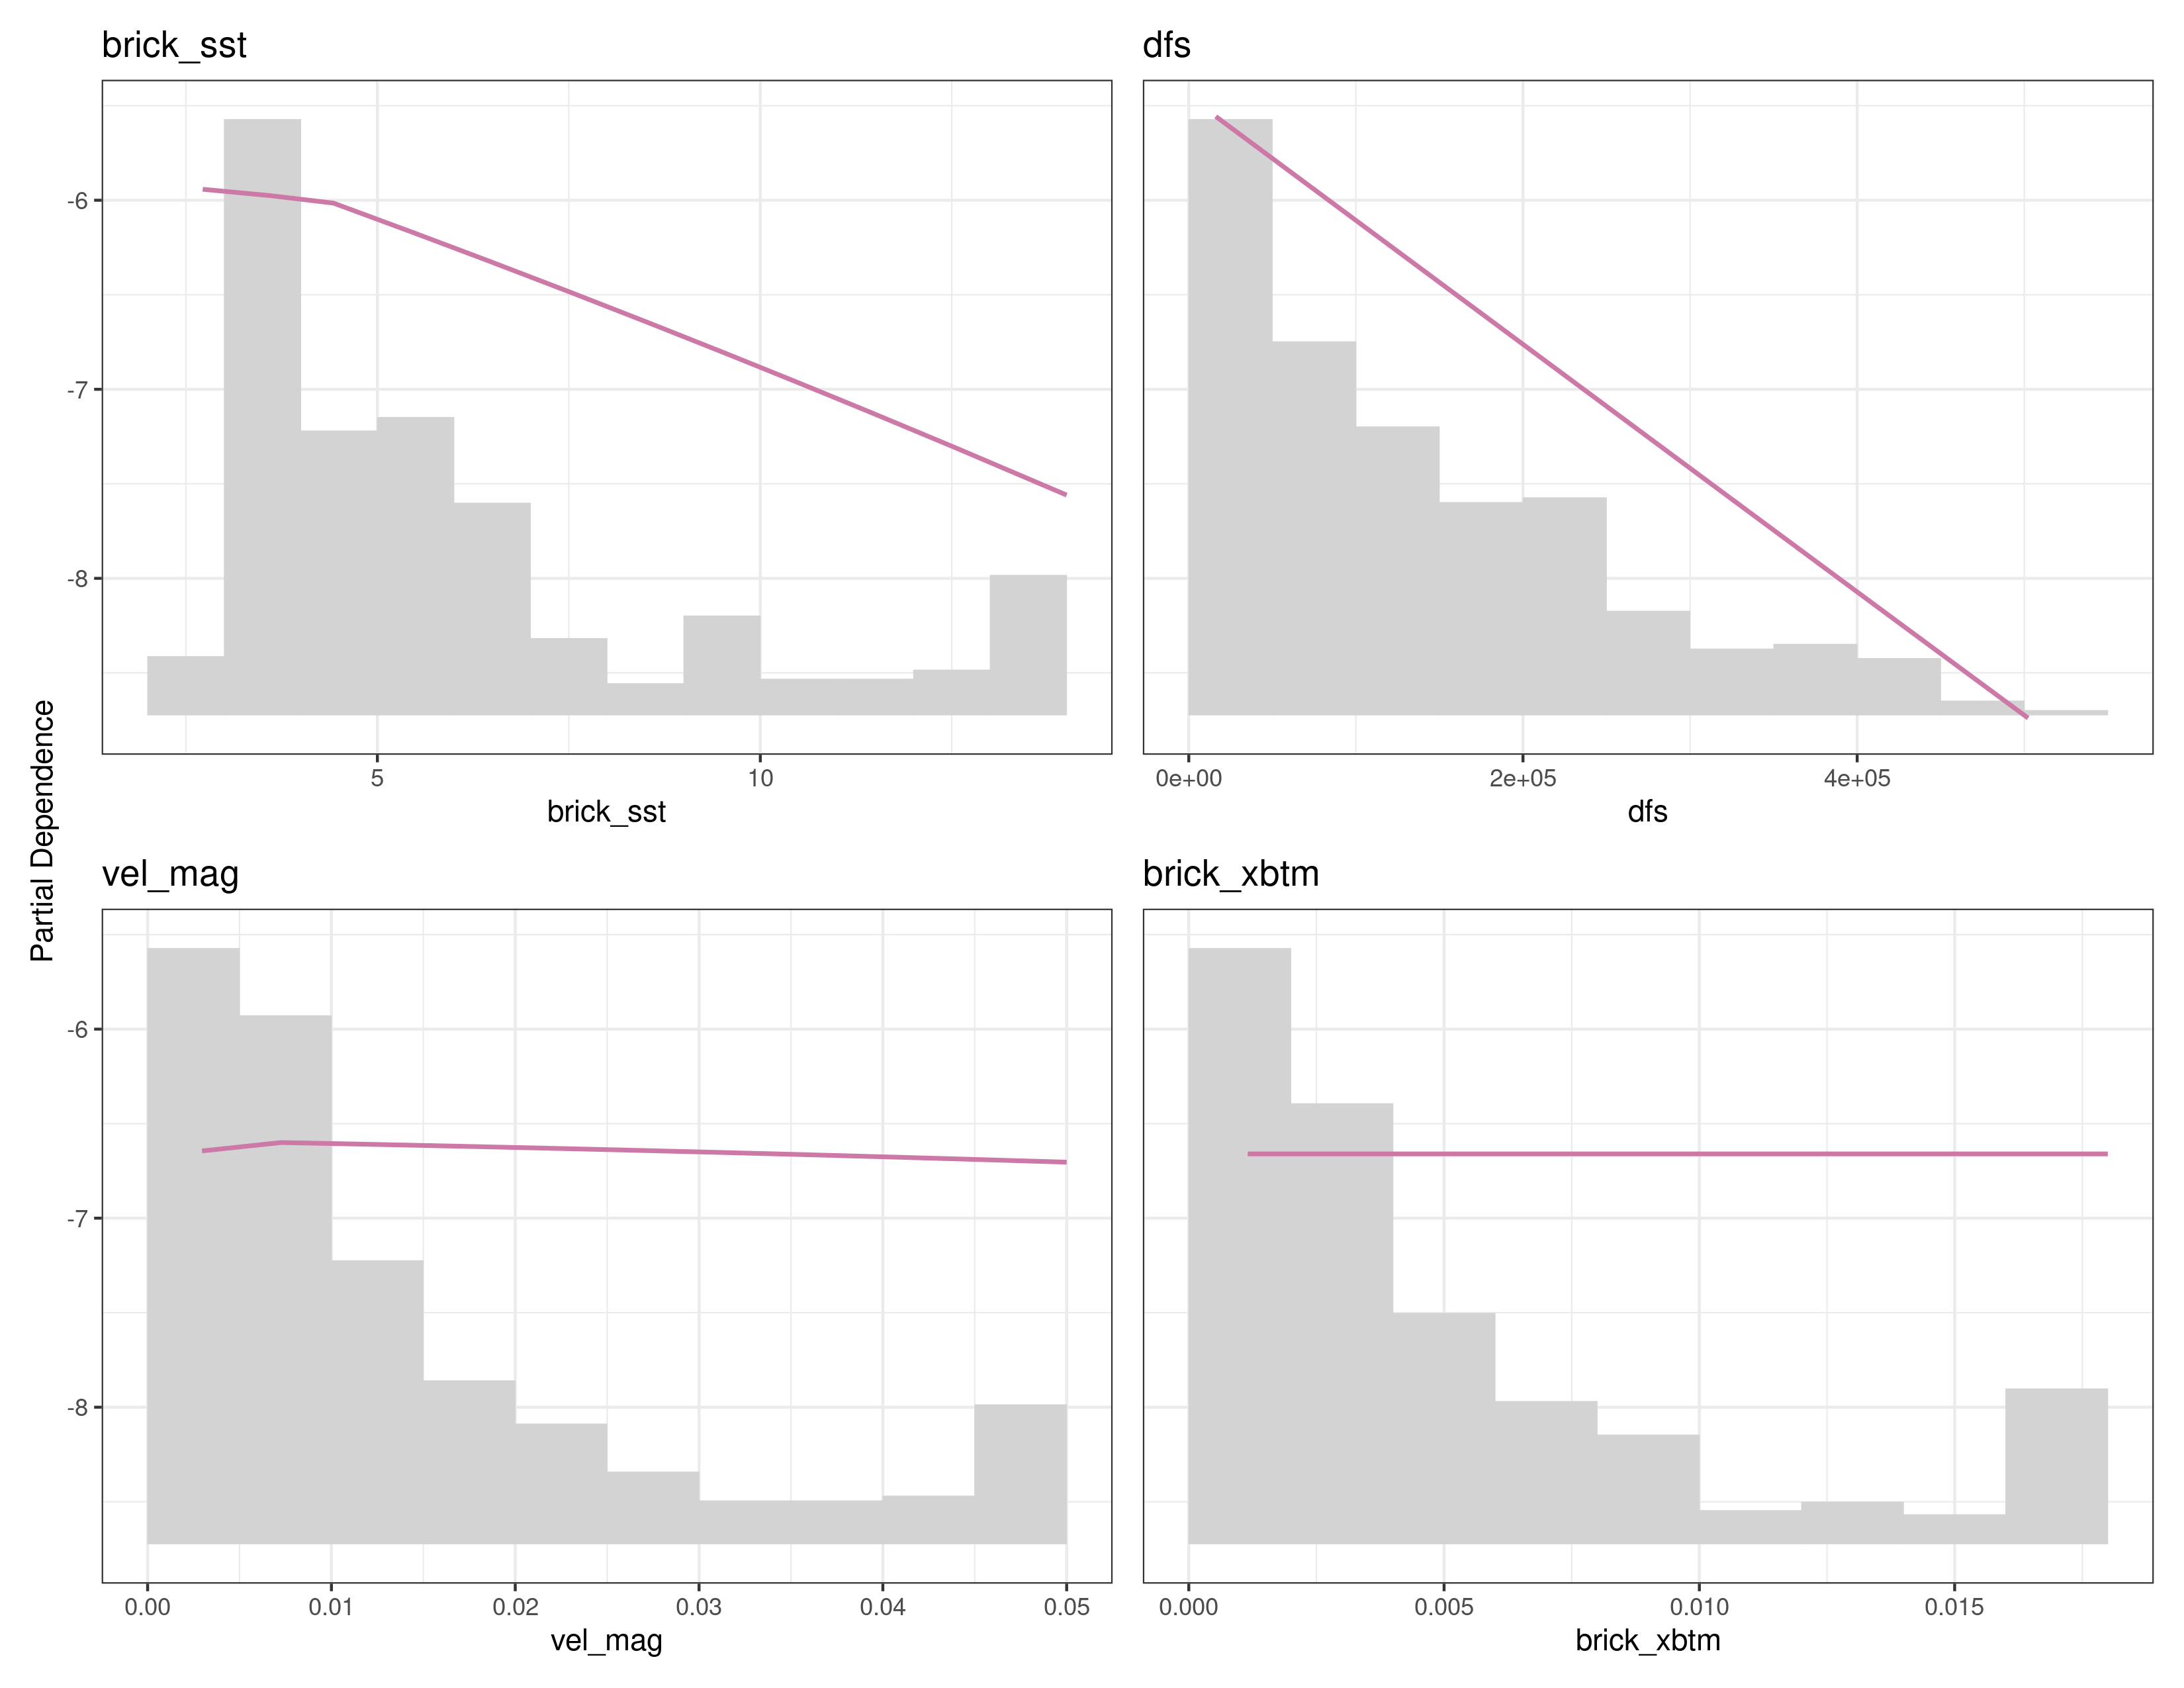 Partial Dependence
brick_sst
-6
-7
-8
5 10
brick_sst
dfs
0e+00 2e+05 4e+05
dfs
vel_mag
-6
-7
-8
0.00 0.01 0.02 0.03 0.04 0.05
vel_mag
brick_xbtm
0.000 0.005 0.010 0.015
brick_xbtm